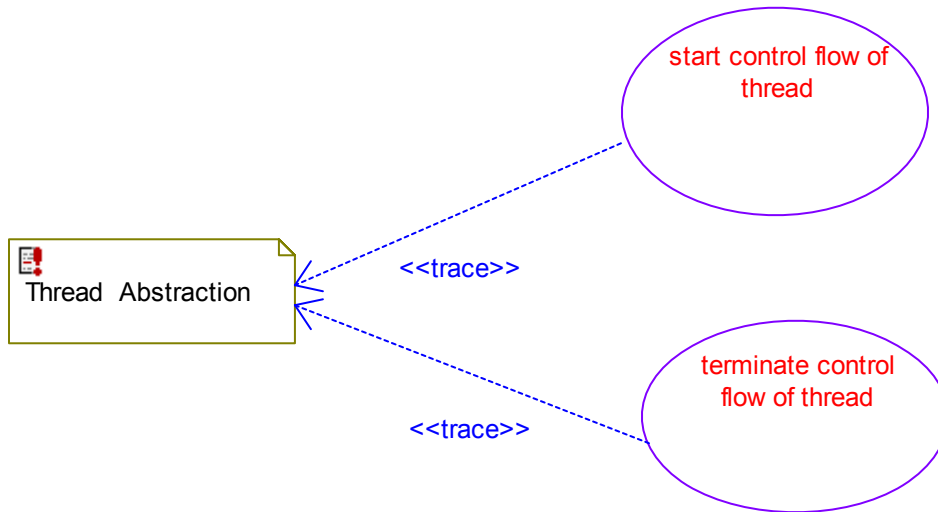 start control flow of
thread
<<trace>>
Thread Abstraction
terminate control
flow of thread
<<trace>>